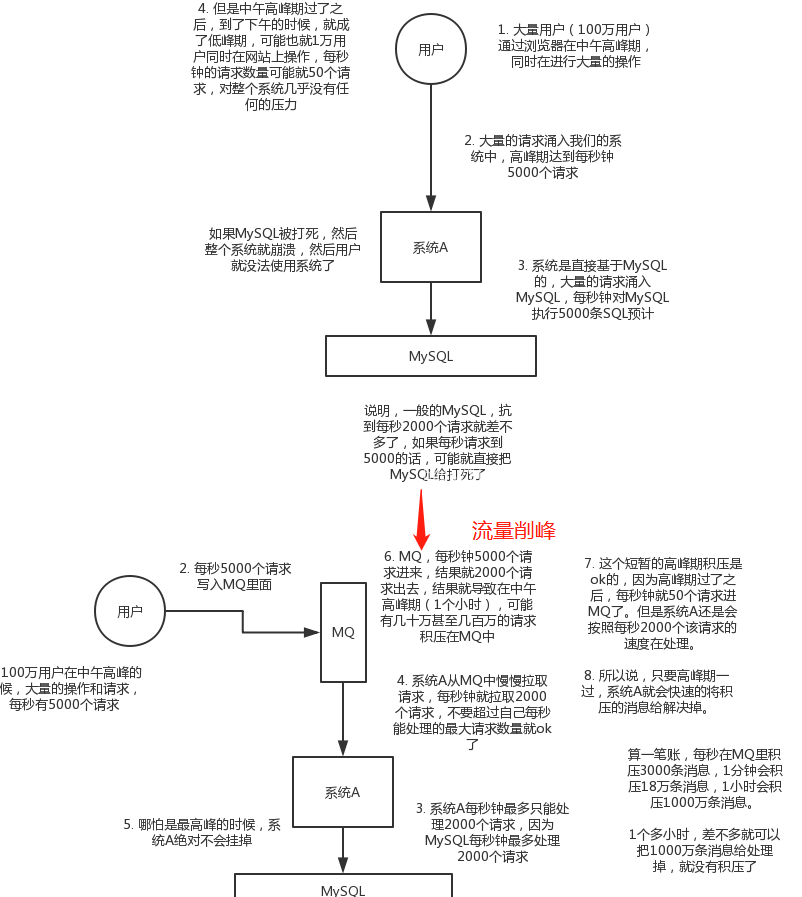 4. 但是中午高峰期过了之
后，到了下午的时候，就成
了低峰期，可能也就1万用
户同时在网站上操作，每秒
钟的请求数量可能就50个请
求，对整个系统几乎没有任
何的压力
用户
1. 大量用户（100万用户）
通过浏览器在中午高峰期，
同时在进行大量的操作
2. 大量的请求涌入我们的系
统中，高峰期达到每秒钟
5000个请求
如果MySQL被打死，然后
整个系统就崩溃，然后用户
就没法使用系统了
系统A
3. 系统是直接基于MySQL
的，大量的请求涌入
MySQL，每秒钟对MySQL
执行5000条SQL预计
MySQL
说明，一般的MySQL，抗
到每秒2000个请求就差不
多了，如果每秒请求到
5000的话，可能就直接把
MySQL给打死了
流量削峰
2. 每秒5000个请求
写入MQ里面
用户
MQ
6. MQ，每秒钟5000个请
求进来，结果就2000个请
求出去，结果就导致在中午
高峰期（1个小时），可能
有几十万甚至几百万的请求
积压在MQ中
7. 这个短暂的高峰期积压是
ok的，因为高峰期过了之
后，每秒钟就50个请求进
MQ了。但是系统A还是会
按照每秒2000个该请求的
速度在处理。
100万用户在中午高峰的
候，大量的操作和请求，
每秒有5000个请求
4. 系统A从MQ中慢慢拉取
请求，每秒钟就拉取2000
个请求，不要超过自己每秒
能处理的最大请求数量就ok
了
8. 所以说，只要高峰期一
过，系统A就会快速的将积
压的消息给解决掉。
系统A
5. 哪怕是最高峰的时候，系
统A绝对不会挂掉
3. 系统A每秒钟最多只能处
理2000个请求，因为
MySQL每秒钟最多处理
2000个请求
算一笔账，每秒在MQ里积
压3000条消息，1分钟会积
压18万条消息，1小时会积
压1000万条消息。
1个多小时，差不多就可以
把1000万条消息给处理
掉，就没有积压了
MySQL